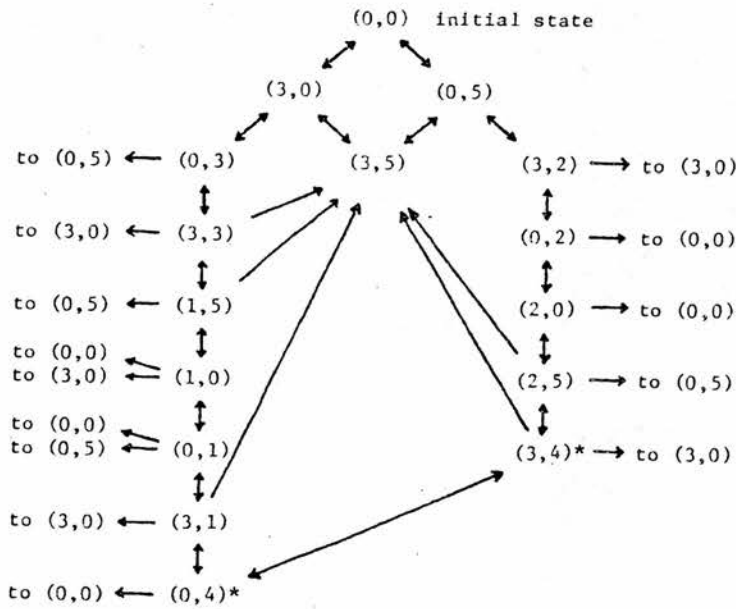 (0,0) initial state
(3,0) (0,5)
to (0,5) (0,3) (3,5) (3,2) to (3,0)
to (3,0) (3,3) (0,2) to (0,0)
to (0,5) (1,5) (2,0) to (0,0)
to (0,0)
to (3,0) (1,0) (2,5) to (0,5)
to (0,0)
to (0,5) (0,1) (3,4)* to (3,0)
to (3,0) (3,1)
to (0,0) (0,4)*